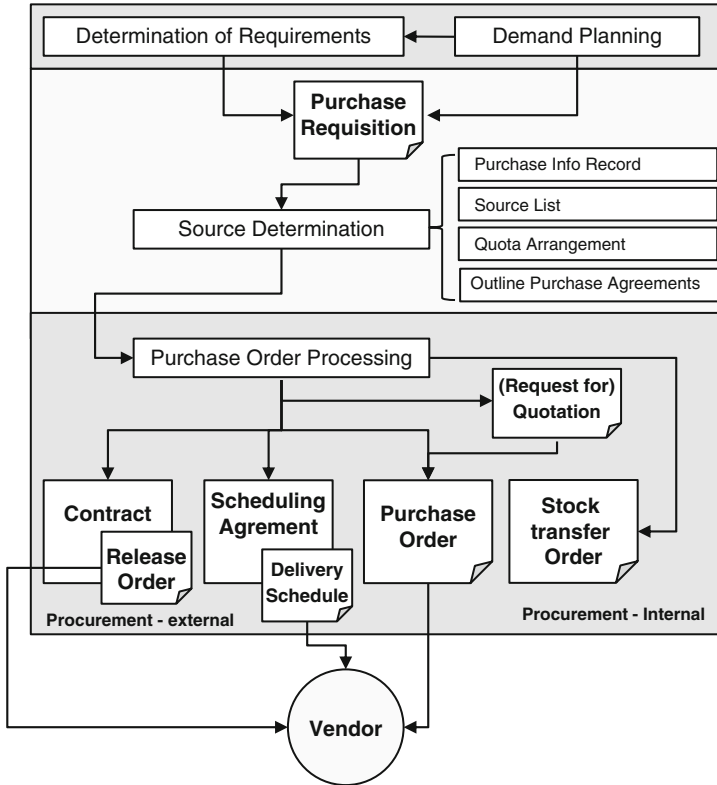 Determination of Requirements
Demand Planning
Purchase
Requisition
Purchase Info Record
Source List
Source Determination
Quota Arrangement
Outline Purchase Agreements
Purchase Order Processing
(Request for)
Quotation
Contract
Release
Order
Scheduling
Agrement
Delivery
Schedule
Purchase
Order
Stock
transfer
Order
Procurement - external
Procurement - Internal
Vendor